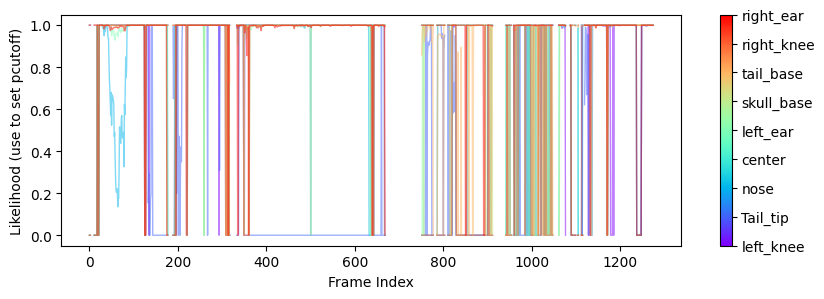 1.0
0.8
0.6
0.4
0.2
0.0
Likelihood (use to set pcutoff)
0
200
400
600
800
1000
1200
Frame Index
right_ear
right_knee
tail_base
skull_base
left_ear
center
nose
Tail_tip
left_knee